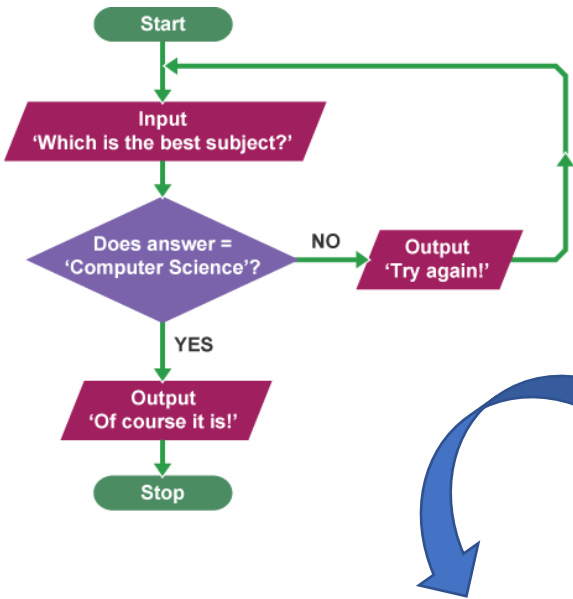 Start
Input
‘Which is the best subject?’
Does answer =
‘Computer Science’?
NO
Output
‘Try again!’
YES
Output
‘Of course it is!’
Stop